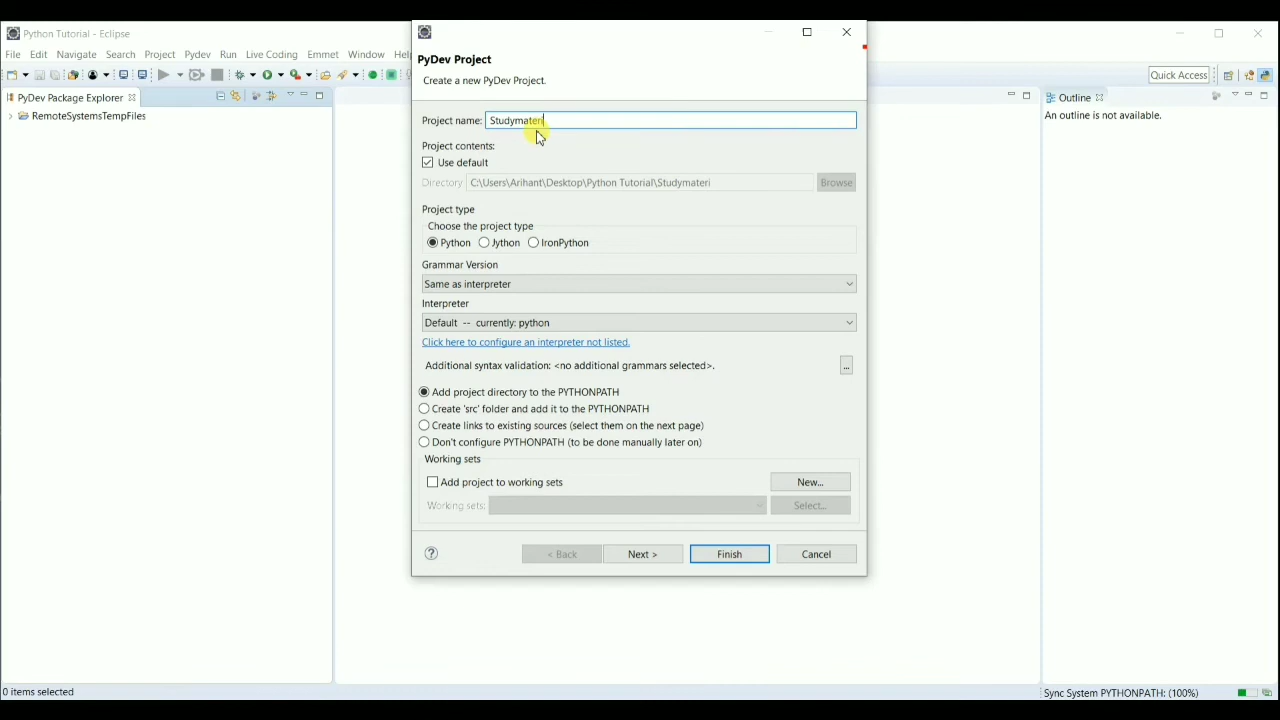 Python Tutorial - Eclipse
File Edit Navigate Search Project Pydev Run Live Coding Emmet Window Help
Quick Access
PyDev Package Explorer
RemoteSystemsTempFiles
PyDev Project
Create a new PyDev Project.
Project name: Studymateri
Project contents:
Use default
Directory C:\Users\Arihant\Desktop\Python Tutorial\Studymateri Browse
Project type
Choose the project type
Python Jython IronPython
Grammar Version
Same as interpreter
Interpreter
Default -- currently: python
Click here to configure an interpreter not listed.
Additional syntax validation: <no additional grammars selected>. ...
Add project directory to the PYTHONPATH
Create 'src' folder and add it to the PYTHONPATH
Create links to existing sources (select them on the next page)
Don't configure PYTHONPATH (to be done manually later on)
Working sets
Add project to working sets New...
Working sets: Select...
? < Back Next > Finish Cancel
Outline
An outline is not available.
0 items selected
Sync System PYTHONPATH: (100%)